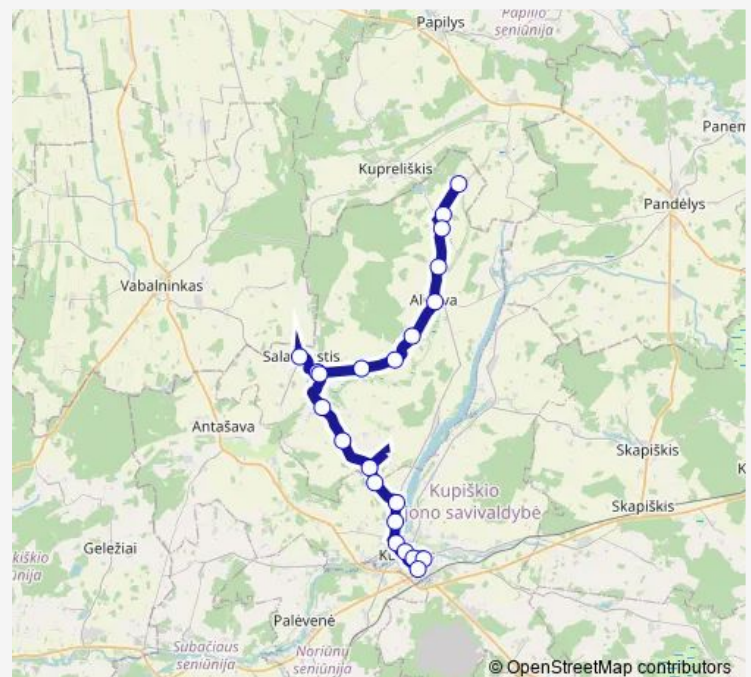 Papilys
Papilio
seniūnija
Panem
Kupreliškis
Pandėlys
Vabalninkas
Antašava
Skapiškis
Kupiškio
jono savivaldybė
Skapiškis
Geležiai
Palėvenė
Subačiaus
seniūnija
Noriūnų
seniūnija
© OpenStreetMap contributors